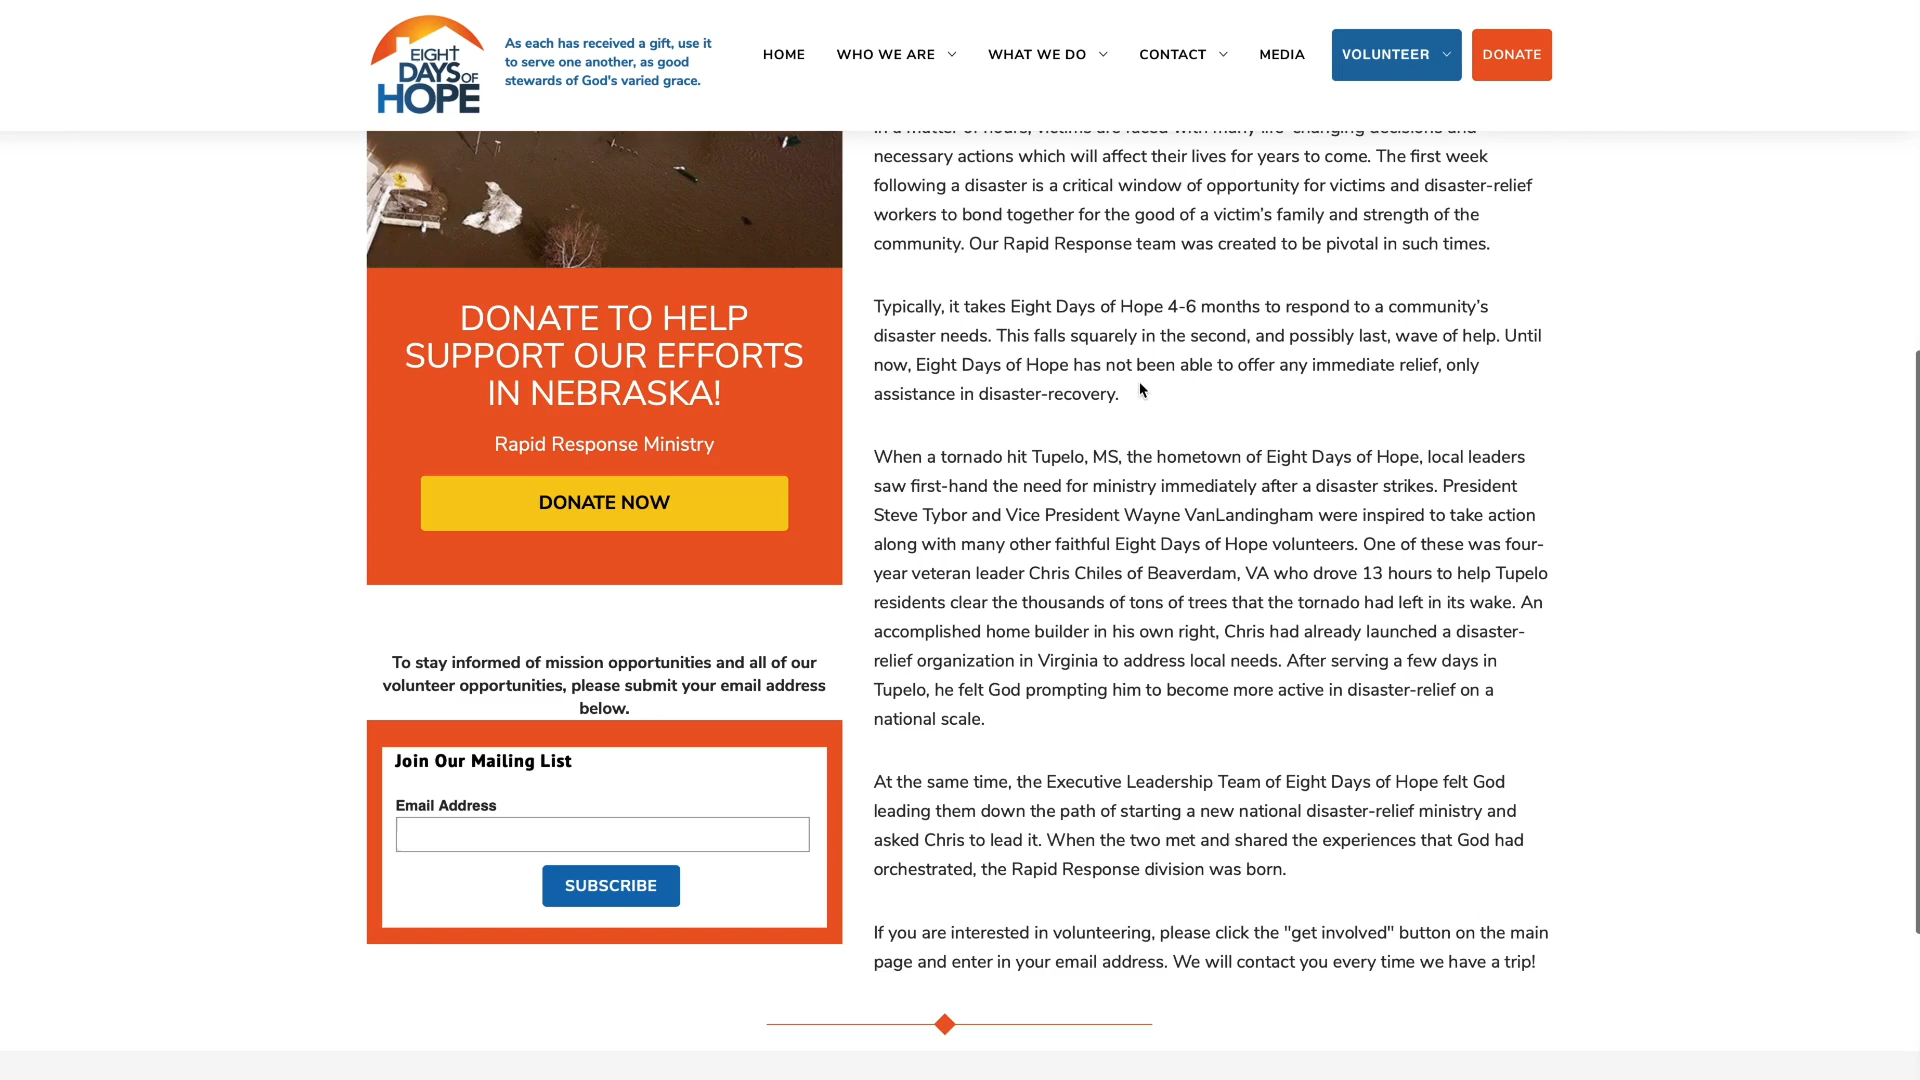 EIGHT
DAYS OF
HOPE
As each has received a gift, use it
to serve one another, as good
stewards of God's varied grace.
HOME
WHO WE ARE
WHAT WE DO
CONTACT
MEDIA
VOLUNTEER
DONATE
DONATE TO HELP
SUPPORT OUR EFFORTS
IN NEBRASKA!
Rapid Response Ministry
DONATE NOW
To stay informed of mission opportunities and all of our
volunteer opportunities, please submit your email address
below.
Join Our Mailing List
Email Address
SUBSCRIBE
In a matter of hours, victims are faced with many life-changing decisions and
necessary actions which will affect their lives for years to come. The first week
following a disaster is a critical window of opportunity for victims and disaster-relief
workers to bond together for the good of a victim’s family and strength of the
community. Our Rapid Response team was created to be pivotal in such times.
Typically, it takes Eight Days of Hope 4-6 months to respond to a community’s
disaster needs. This falls squarely in the second, and possibly last, wave of help. Until
now, Eight Days of Hope has not been able to offer any immediate relief, only
assistance in disaster-recovery.
When a tornado hit Tupelo, MS, the hometown of Eight Days of Hope, local leaders
saw first-hand the need for ministry immediately after a disaster strikes. President
Steve Tybor and Vice President Wayne VanLandingham were inspired to take action
along with many other faithful Eight Days of Hope volunteers. One of these was four-
year veteran leader Chris Chiles of Beaverdam, VA who drove 13 hours to help Tupelo
residents clear the thousands of tons of trees that the tornado had left in its wake. An
accomplished home builder in his own right, Chris had already launched a disaster-
relief organization in Virginia to address local needs. After serving a few days in
Tupelo, he felt God prompting him to become more active in disaster-relief on a
national scale.
At the same time, the Executive Leadership Team of Eight Days of Hope felt God
leading them down the path of starting a new national disaster-relief ministry and
asked Chris to lead it. When the two met and shared the experiences that God had
orchestrated, the Rapid Response division was born.
If you are interested in volunteering, please click the "get involved" button on the main
page and enter in your email address. We will contact you every time we have a trip!